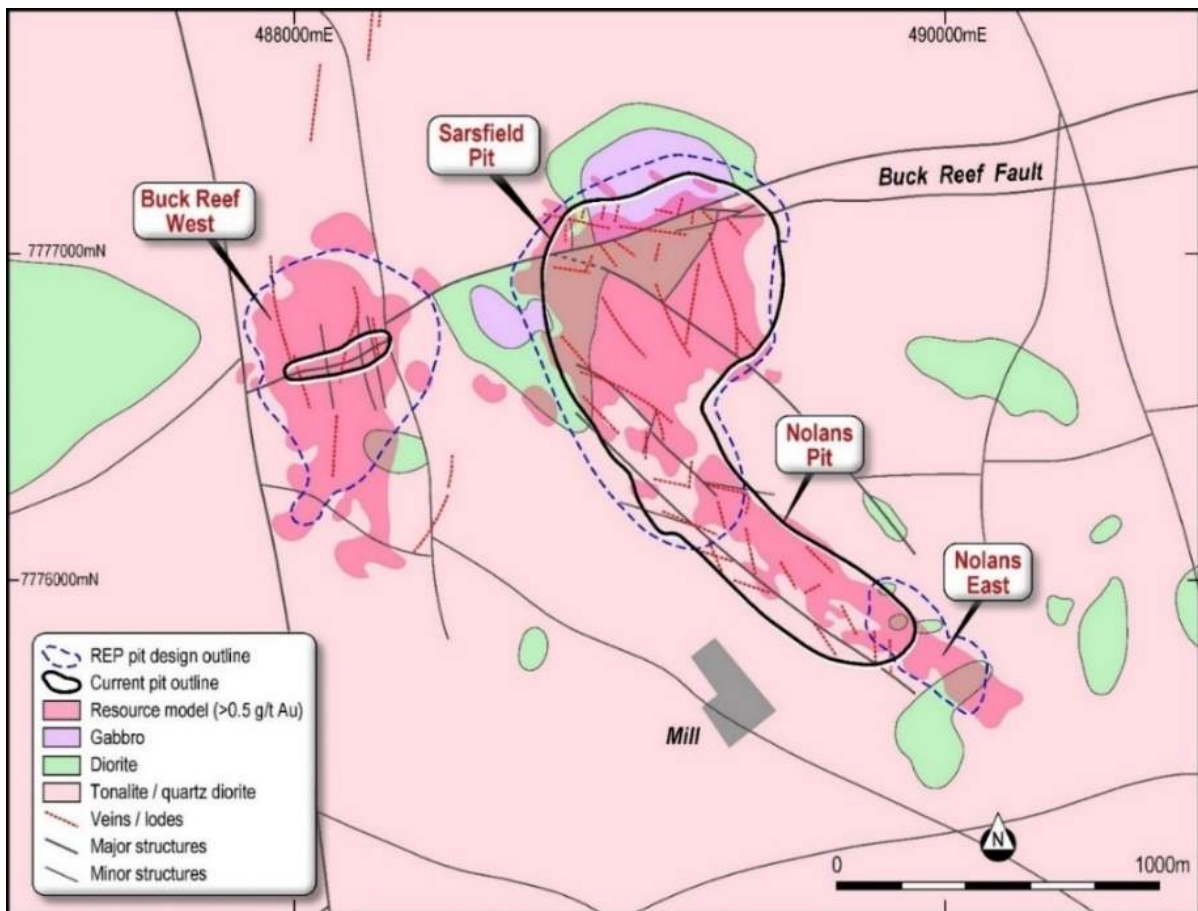 488000mE
490000mE
Sarsfield
Pit
Buck Reef Fault
Buck Reef
West
7777000mN
Nolans
Pit
7776000mN
Nolans
East
REP pit design outline
Current pit outline
Resource model (>0.5 g/t Au)
Gabbro
Diorite
Tonalite / quartz diorite
Veins / lodes
Major structures
Minor structures
Mill
N
0
1000m